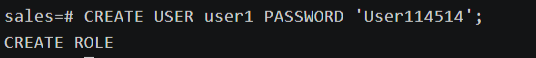 sales=# CREATE USER user1 PASSWORD 'User114514';
CREATE ROLE